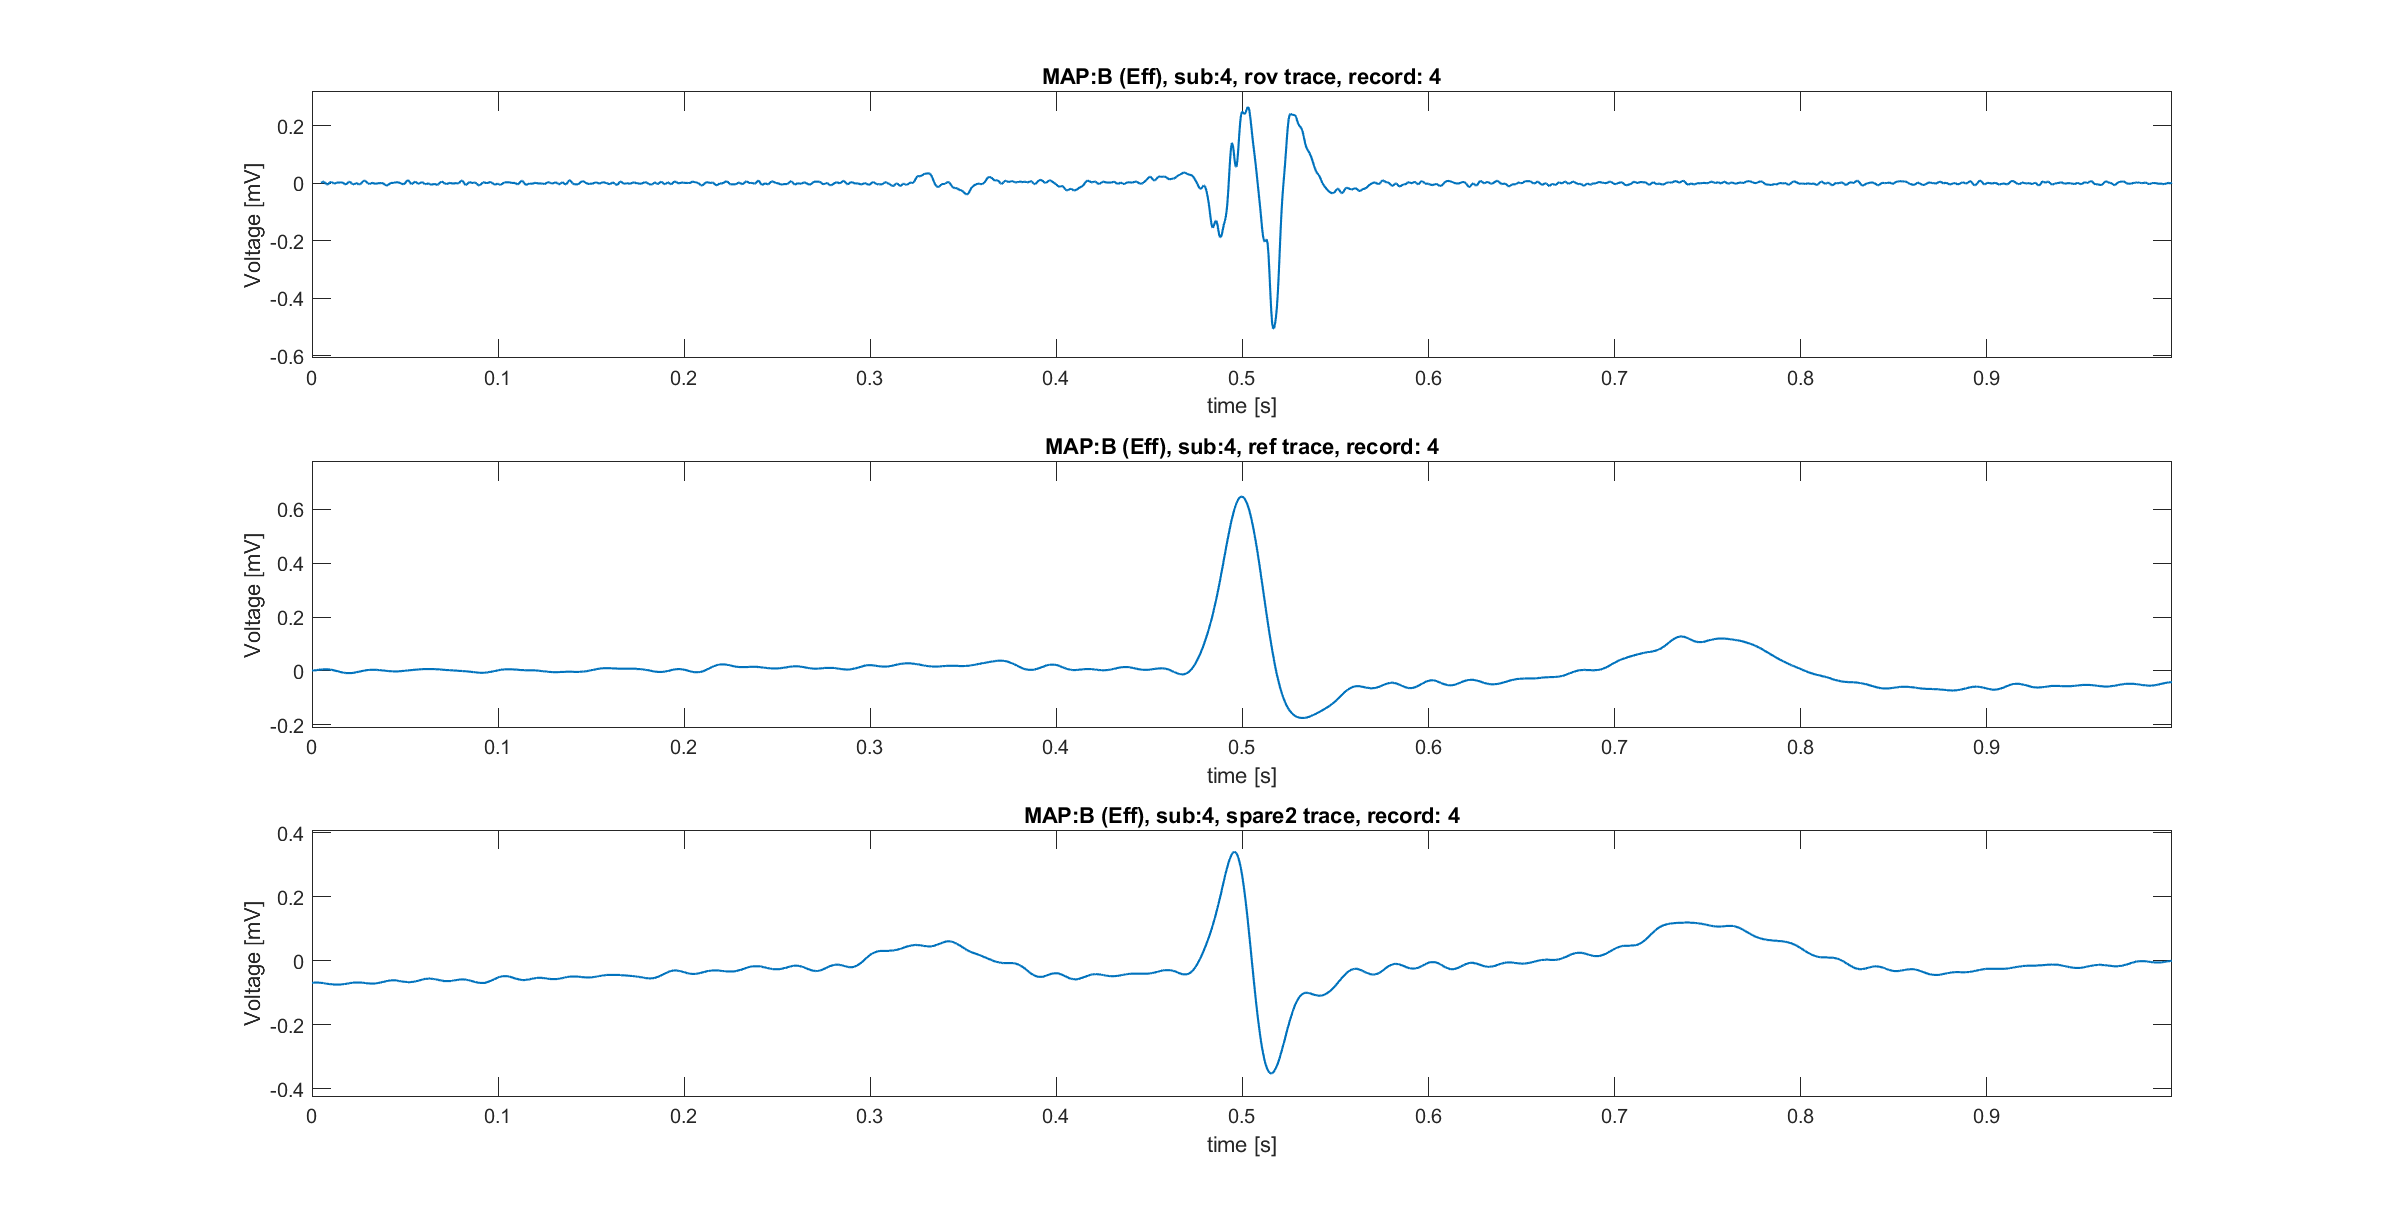 MAP:B (Eff), sub:4, rov trace, record: 4
0.2
0
-0.2
-0.4
-0.6
Voltage [mV]
0 0.1 0.2 0.3 0.4 0.5 0.6 0.7 0.8 0.9
time [s]
MAP:B (Eff), sub:4, ref trace, record: 4
0.6
0.4
0.2
0
-0.2
Voltage [mV]
0 0.1 0.2 0.3 0.4 0.5 0.6 0.7 0.8 0.9
time [s]
MAP:B (Eff), sub:4, spare2 trace, record: 4
0.4
0.2
0
-0.2
-0.4
Voltage [mV]
0 0.1 0.2 0.3 0.4 0.5 0.6 0.7 0.8 0.9
time [s]